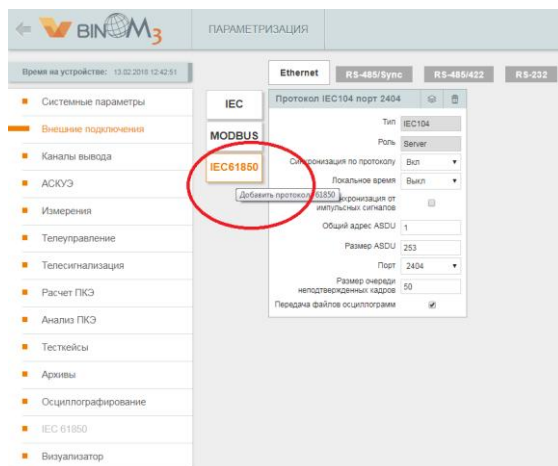 BINOM3
ПАРАМЕТРИЗАЦИЯ
Время на устройстве: 13.02.2018 12:42:51
Ethernet
RS-485/Sync
RS-485/422
RS-232
Системные параметры
Внешние подключения
Каналы вывода
АСКУЭ
Измерения
Телеуправление
Телесигнализация
Расчет ПКЭ
Анализ ПКЭ
Тесткейсы
Архивы
Осциллографирование
IEC 61850
Визуализатор
IEC
MODBUS
IEC61850
Добавить протокол 61850
Протокол IEC104 порт 2404
Тип IEC104
Роль Server
Синхронизация по протоколу Вкл
Локальное время Выкл
импульсных сигналов
Общий адрес ASDU 1
Размер ASDU 253
Порт 2404
Размер очереди
неподтвержденных кадров 50
Передача файлов осциллограмм